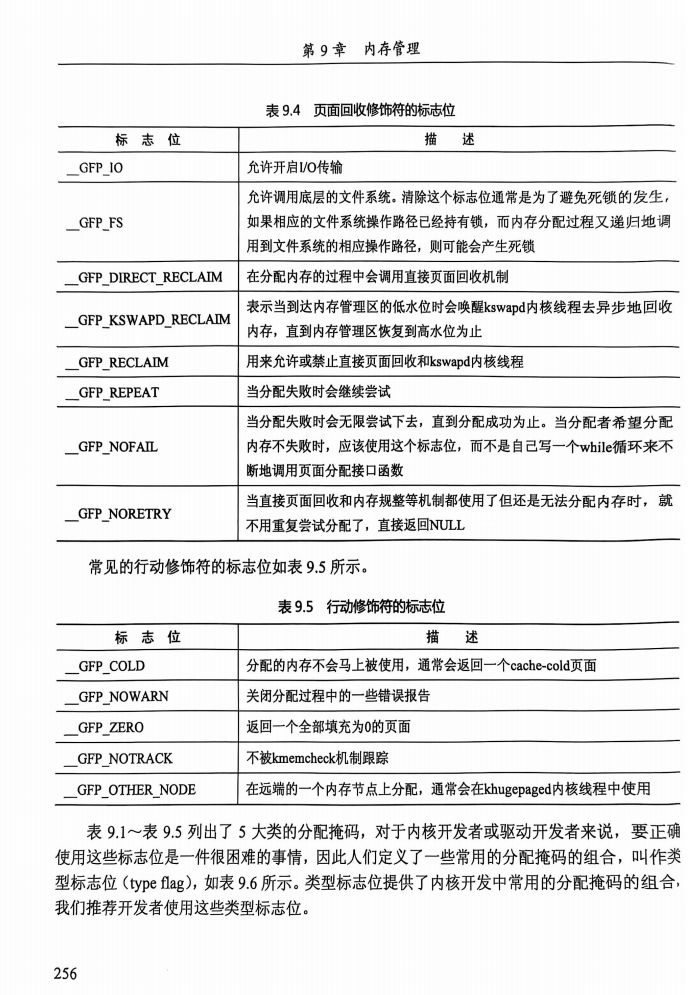 第 9 章 内存管理
表 9.4 页面回收修饰符的标志位
标 志 位 描 述
__GFP_IO 允许开启I/O传输
允许调用底层的文件系统。清除这个标志位通常是为了避免死锁的发生，
__GFP_FS 如果相应的文件系统操作路径已经持有锁，而内存分配过程又递归地调
用到文件系统的相应操作路径，则可能会产生死锁
__GFP_DIRECT_RECLAIM 在分配内存的过程中会调用直接页面回收机制
__GFP_KSWAPD_RECLAIM 表示当到达内存管理区的低水位时会唤醒kswapd内核线程去异步地回收
内存，直到内存管理区恢复到高水位为止
__GFP_RECLAIM 用来允许或禁止直接页面回收和kswapd内核线程
__GFP_REPEAT 当分配失败时会继续尝试
当分配失败时会无限尝试下去，直到分配成功为止。当分配者希望分配
__GFP_NOFAIL 内存不失败时，应该使用这个标志位，而不是自己写一个while循环来不
断地调用页面分配接口函数
__GFP_NORETRY 当直接页面回收和内存规整等机制都使用了但还是无法分配内存时，就
不用重复尝试分配了，直接返回NULL
常见的行动修饰符的标志位如表 9.5 所示。
表 9.5 行动修饰符的标志位
标 志 位 描 述
__GFP_COLD 分配的内存不会马上被使用，通常会返回一个cache-cold页面
__GFP_NOWARN 关闭分配过程中的一些错误报告
__GFP_ZERO 返回一个全部填充为0的页面
__GFP_NOTRACK 不被kmemcheck机制跟踪
__GFP_OTHER_NODE 在远端的一个内存节点上分配，通常会在khugepaged内核线程中使用
表 9.1～表 9.5 列出了 5 大类的分配掩码，对于内核开发者或驱动开发者来说，要正确
使用这些标志位是一件很困难的事情，因此人们定义了一些常用的分配掩码的组合，叫作类
型标志位（type flag），如表 9.6 所示。类型标志位提供了内核开发中常用的分配掩码的组合，
我们推荐开发者使用这些类型标志位。
256